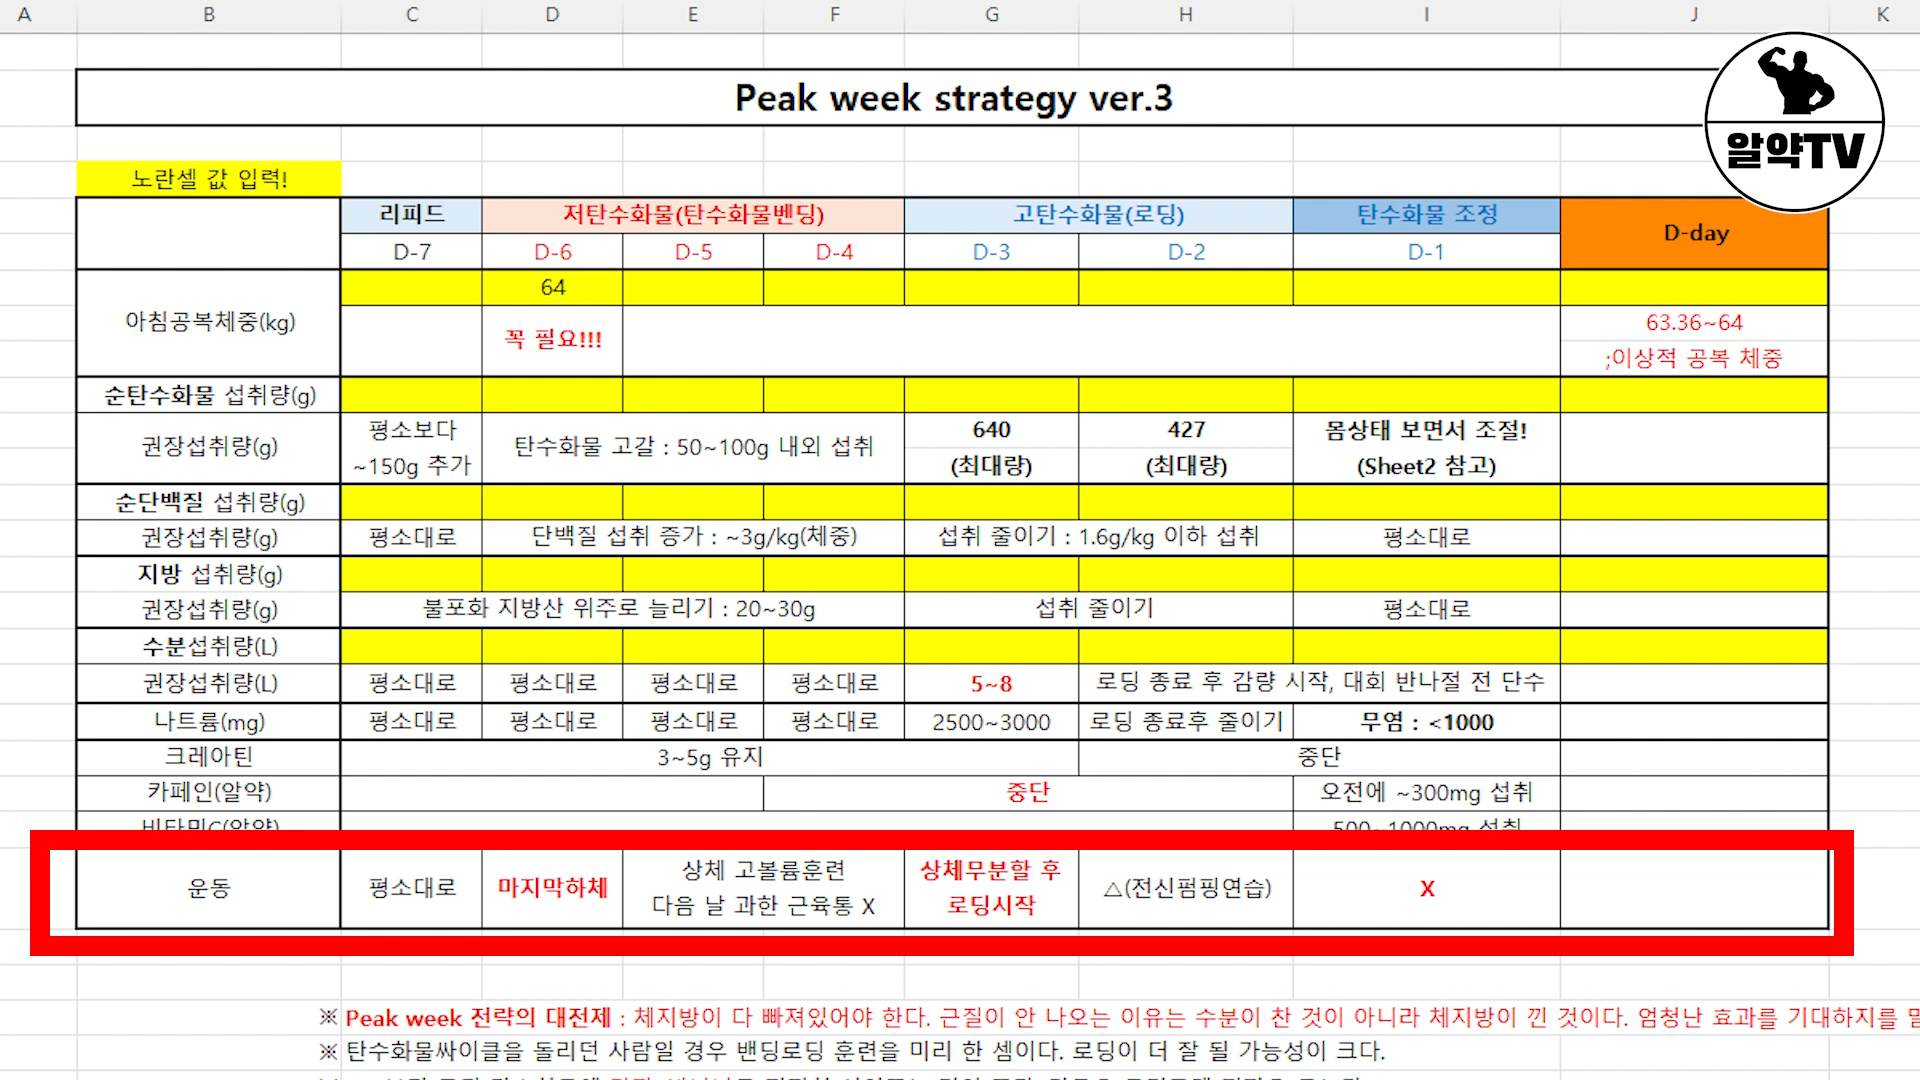 A B C D E F G H I J K
Peak week strategy ver.3
알약TV
노란셀 값 입력!
리피드 저탄수화물(탄수화물벤딩) 고탄수화물(로딩) 탄수화물 조정 D-day
D-7 D-6 D-5 D-4 D-3 D-2 D-1
아침공복체중(kg) 64
꼭 필요!!! 63.36~64
;이상적 공복 체중
순탄수화물 섭취량(g)
권장섭취량(g) 평소보다 탄수화물 고갈 : 50~100g 내외 섭취 640 427 몸상태 보면서 조절!
~150g 추가 (최대량) (최대량) (Sheet2 참고)
순단백질 섭취량(g)
권장섭취량(g) 평소대로 단백질 섭취 증가 : ~3g/kg(체중) 섭취 줄이기 : 1.6g/kg 이하 섭취 평소대로
지방 섭취량(g)
권장섭취량(g) 불포화 지방산 위주로 늘리기 : 20~30g 섭취 줄이기 평소대로
수분섭취량(L)
권장섭취량(L) 평소대로 평소대로 평소대로 평소대로 5~8 로딩 종료 후 감량 시작, 대회 반나절 전 단수
나트륨(mg) 평소대로 평소대로 평소대로 평소대로 2500~3000 로딩 종료후 줄이기 무염 : <1000
크레아틴 3~5g 유지 중단
카페인(알약) 중단 오전에 ~300mg 섭취
비타민C(알약) 500~1000mg 섭취
운동 평소대로 마지막하체 상체 고볼륨훈련 상체무분할 후 △(전신펌핑연습) X
다음 날 과한 근육통 X 로딩시작
※ Peak week 전략의 대전제 : 체지방이 다 빠져있어야 한다. 근질이 안 나오는 이유는 수분이 찬 것이 아니라 체지방이 낀 것이다. 엄청난 효과를 기대하지를
※ 탄수화물싸이클을 돌리던 사람일 경우 밴딩로딩 훈련을 미리 한 셈이다. 로딩이 더 잘 될 가능성이 크다.